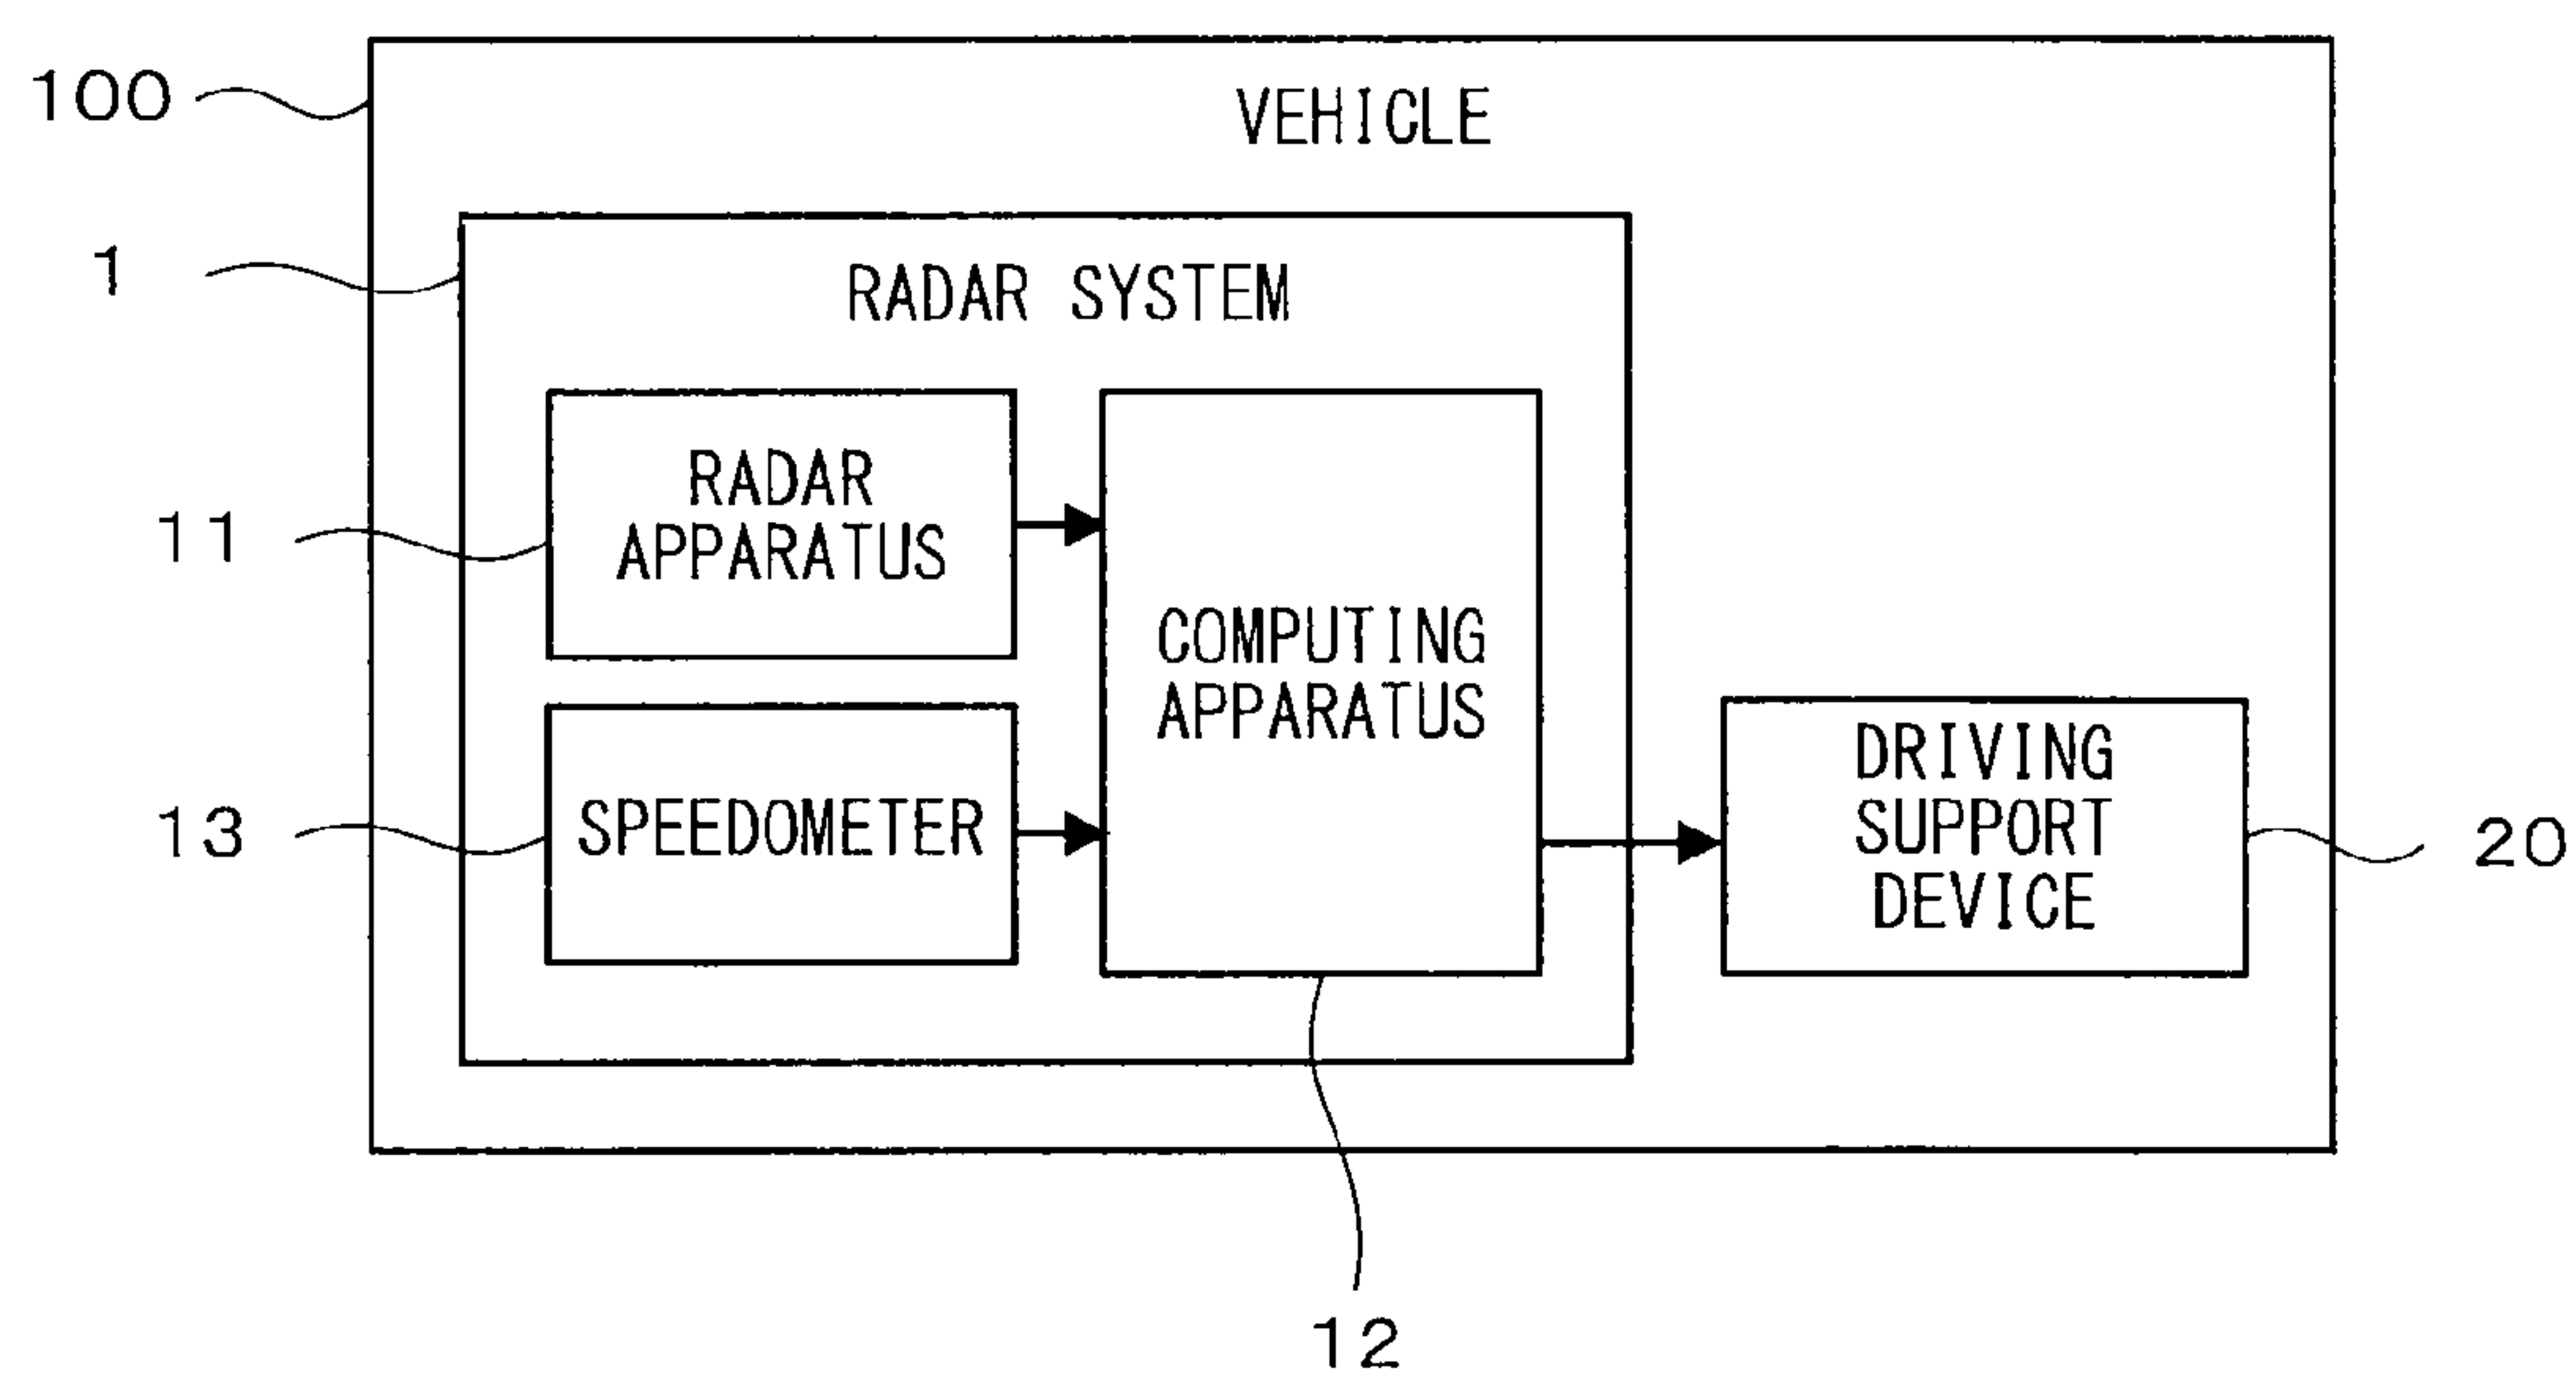 100
VEHICLE
1
RADAR SYSTEM
11
RADAR
APPARATUS
COMPUTING
APPARATUS
13
SPEEDOMETER
DRIVING
SUPPORT
DEVICE
20
12